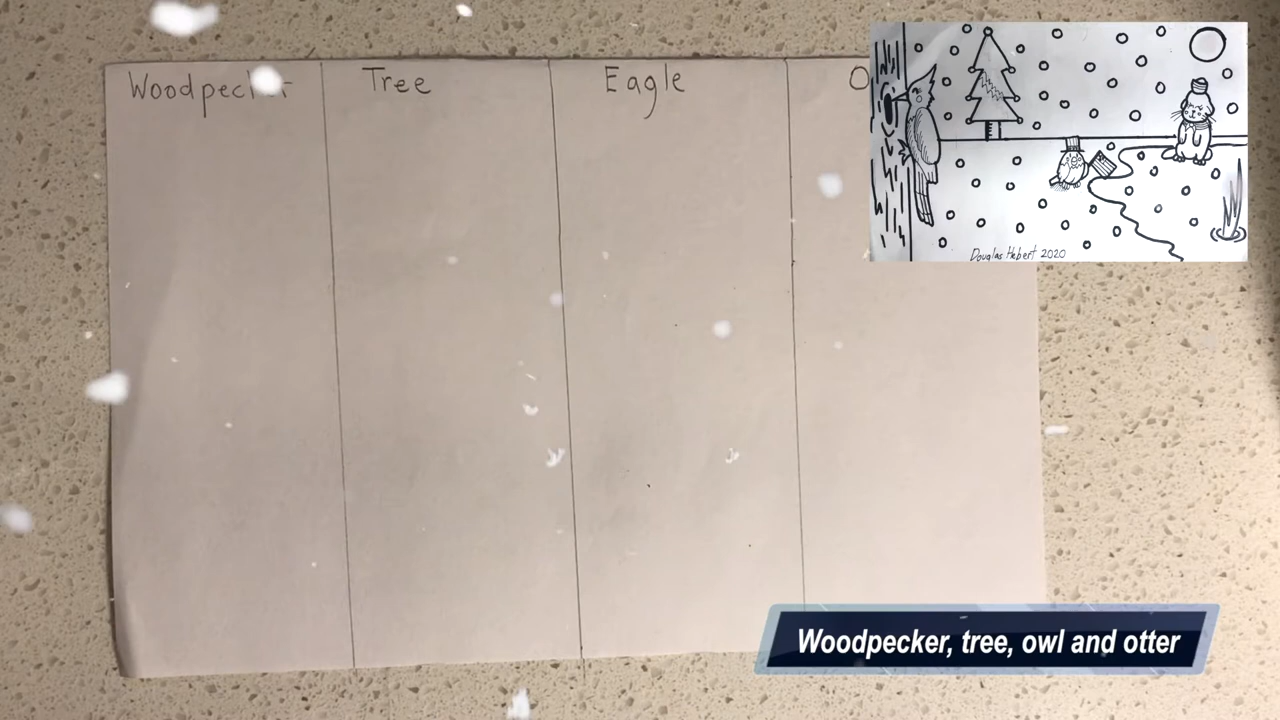 Woodpecker
Tree
Eagle
O
Douglas Hebert 2020
Woodpecker, tree, owl and otter